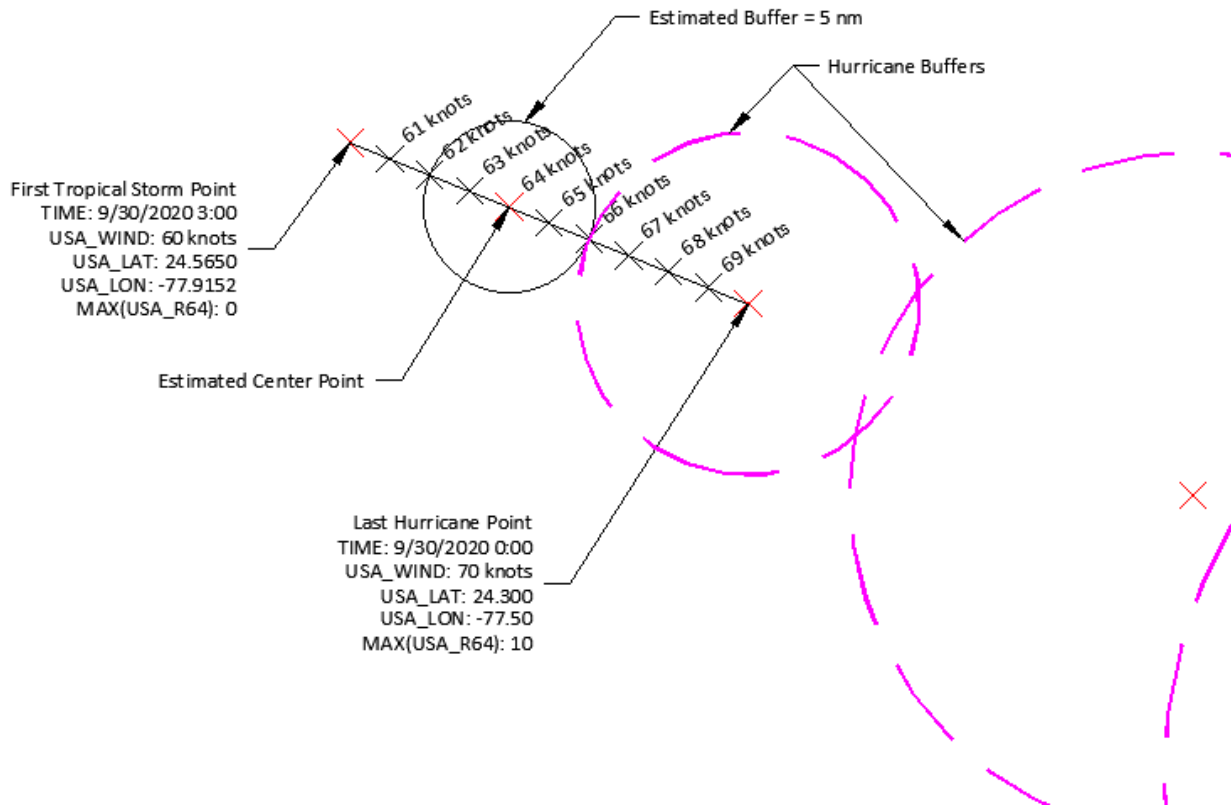 Estimated Buffer = 5 nm
Hurricane Buffers
61 knots
62 knots
63 knots
64 knots
65 knots
66 knots
67 knots
68 knots
69 knots
First Tropical Storm Point
TIME: 9/30/2020 3:00
USA_WIND: 60 knots
USA_LAT: 24.5650
USA_LON: -77.9152
MAX(USA_R64): 0
Estimated Center Point
Last Hurricane Point
TIME: 9/30/2020 0:00
USA_WIND: 70 knots
USA_LAT: 24.300
USA_LON: -77.50
MAX(USA_R64): 10